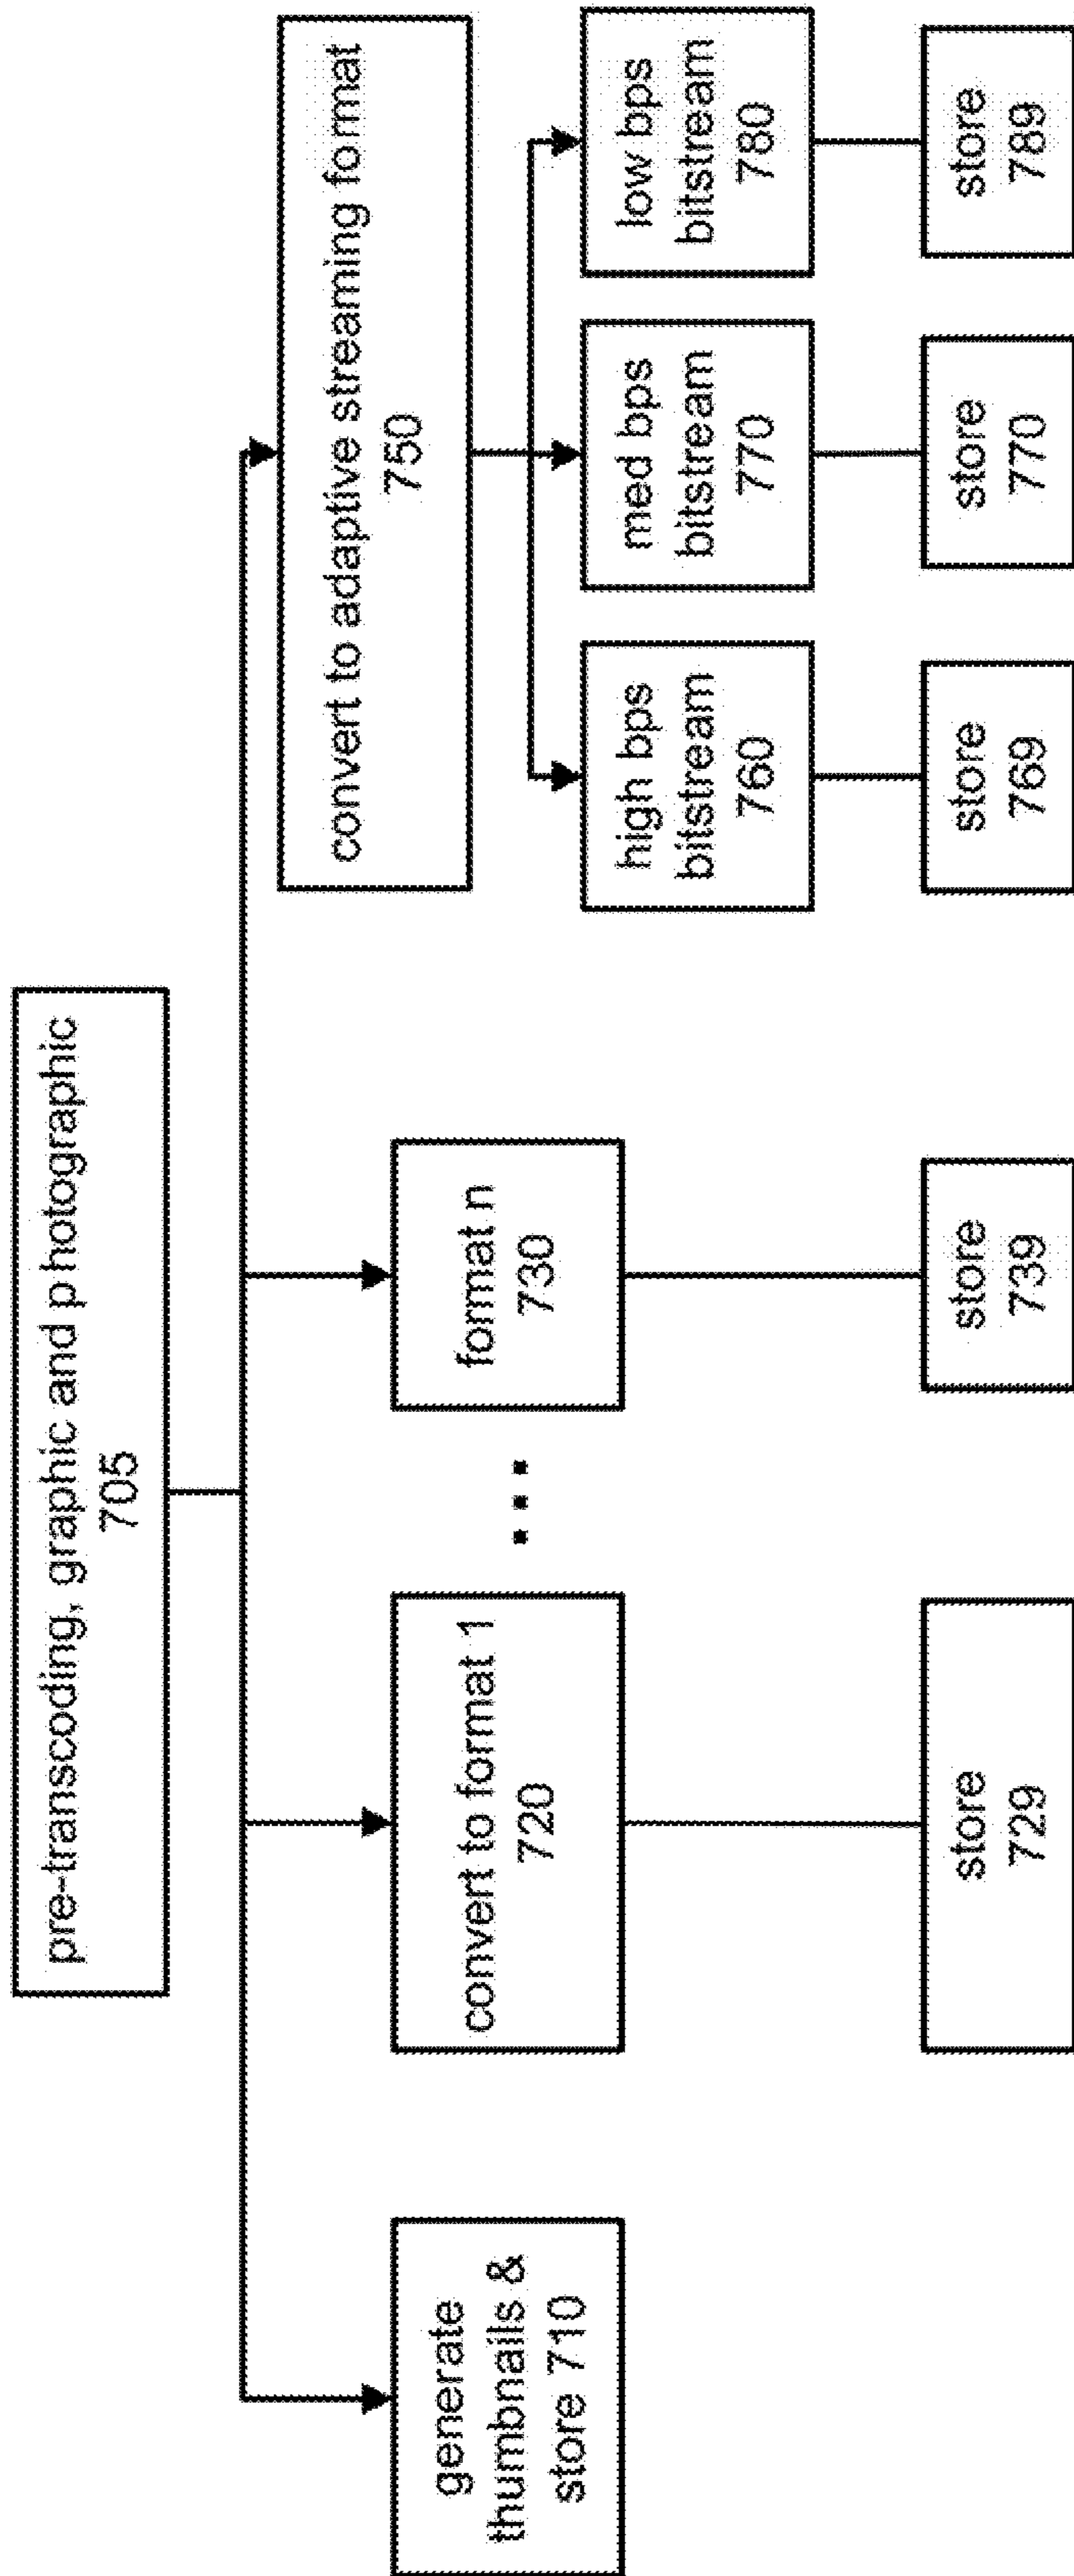 pre-transcoding, graphic and photographic
705
generate
thumbnails &
store 710
convert to format 1
720
store
729
format n
730
store
739
convert to adaptive streaming format
750
high bps
bitstream
760
store
769
med bps
bitstream
770
store
770
low bps
bitstream
780
store
789